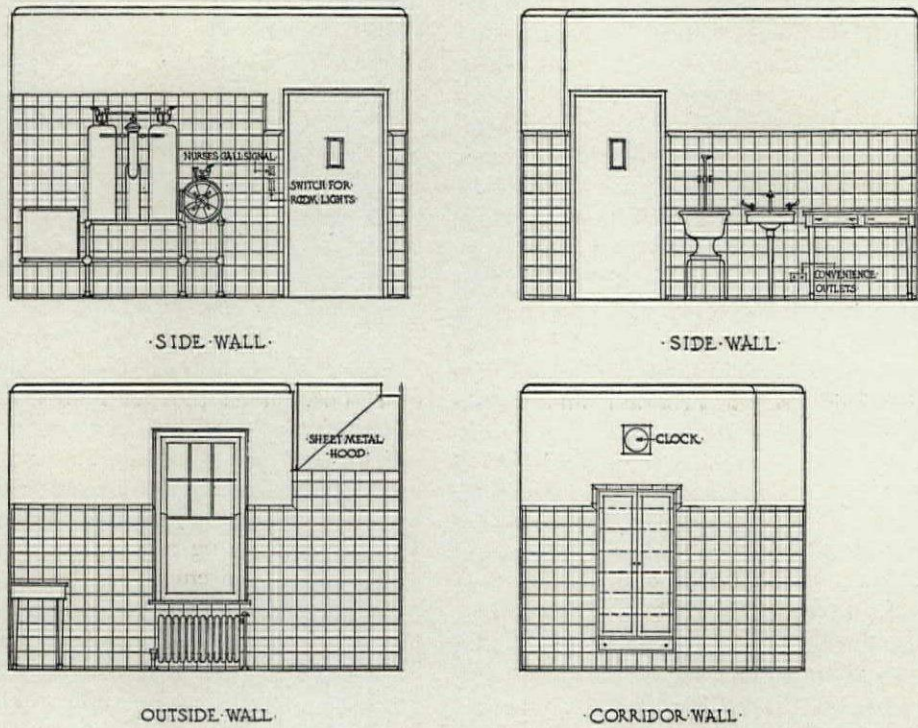 NURSES CALL SIGNAL
SWITCH FOR·
ROOM LIGHTS·
·SIDE·WALL·
·CONVENIENCE·
OUTLETS·
·SIDE·WALL·
·SHEET METAL·
·HOOD·
OUTSIDE·WALL·
CLOCK·
·CORRIDOR·WALL·